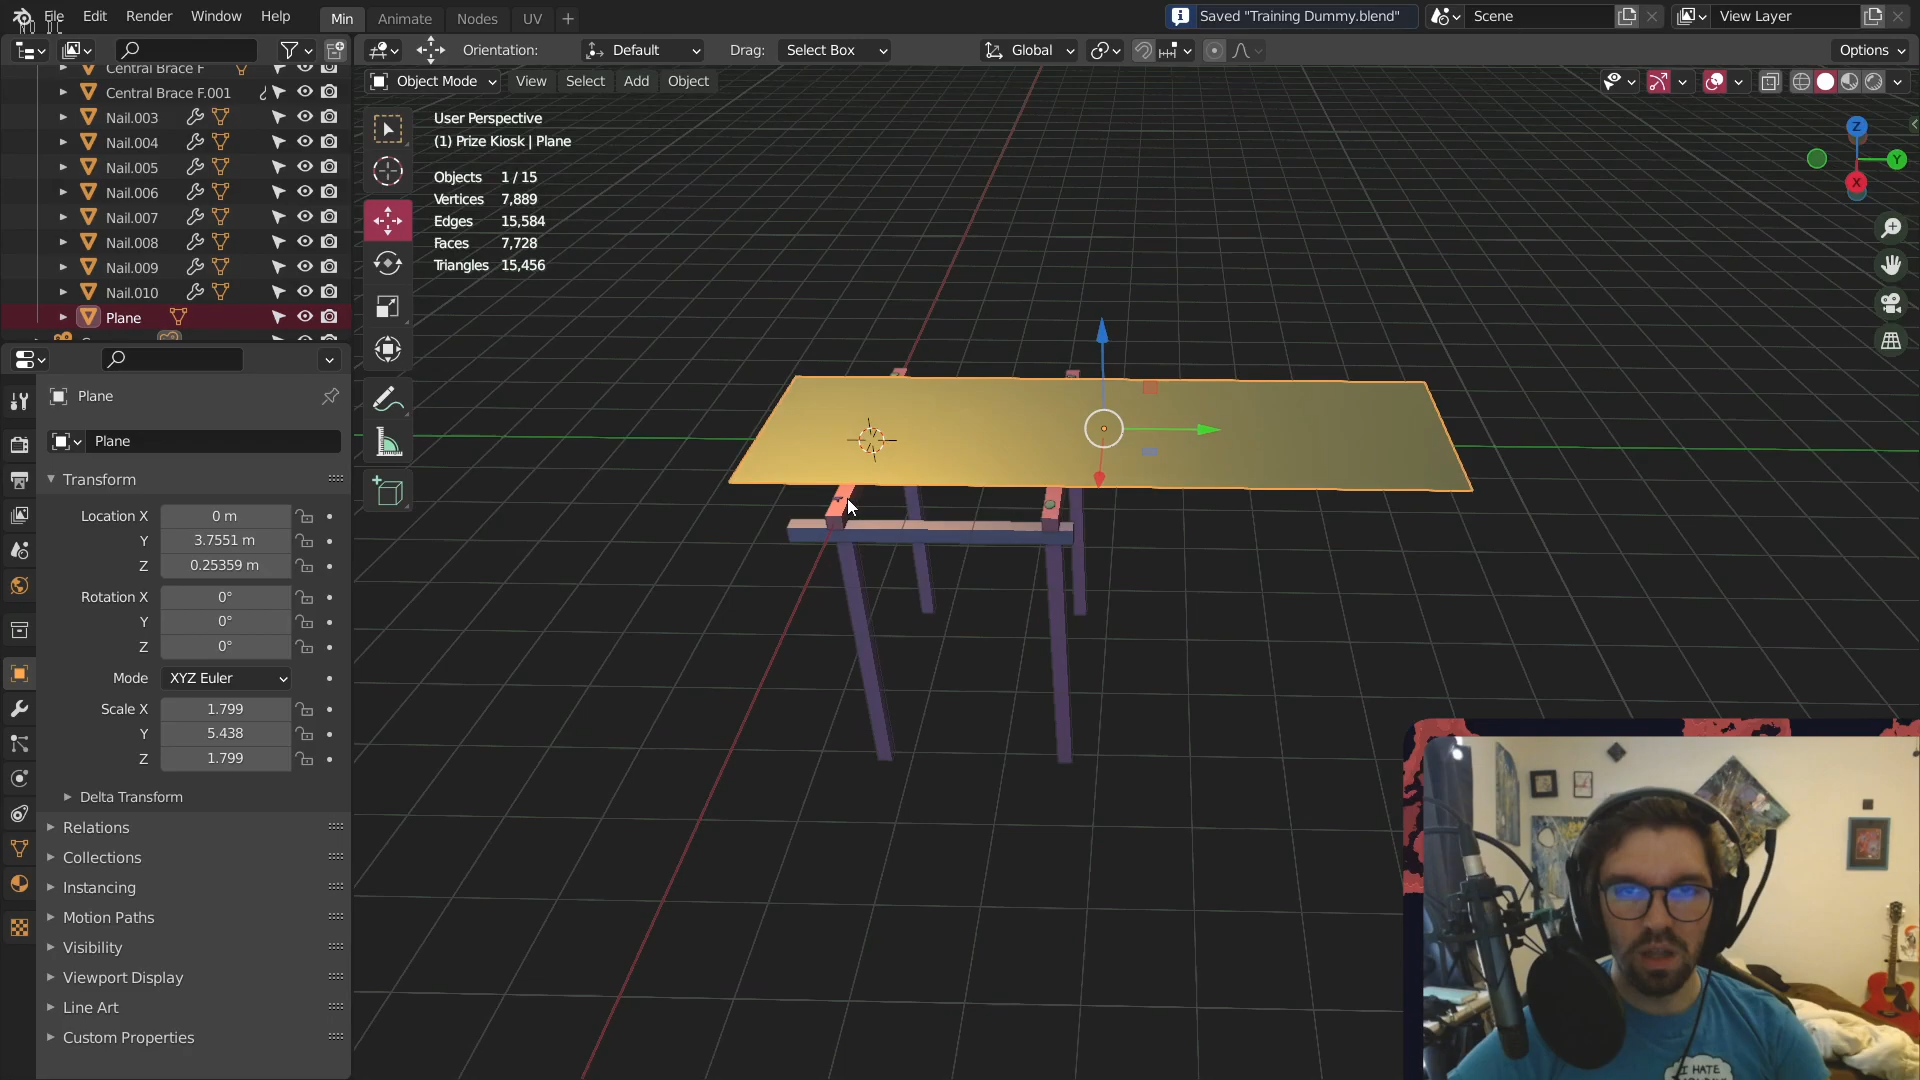 File Edit Render Window Help Min Animate Nodes UV + Saved "Training Dummy.blend" Scene View Layer
Orientation: Default Drag: Select Box Global Options
Central Brace F
Object Mode View Select Add Object
Central Brace F.001
Nail.003
Nail.004
Nail.005
Nail.006
Nail.007
Nail.008
Nail.009
Nail.010
Plane
User Perspective
(1) Prize Kiosk | Plane
Objects 1 / 15
Vertices 7,889
Edges 15,584
Faces 7,728
Triangles 15,456
Z
Y
X
Plane
Plane
Transform
Location X 0 m
Y 3.7551 m
Z 0.25359 m
Rotation X 0°
Y 0°
Z 0°
Mode XYZ Euler
Scale X 1.799
Y 5.438
Z 1.799
Delta Transform
Relations
Collections
Instancing
Motion Paths
Visibility
Viewport Display
Line Art
Custom Properties
I HATE